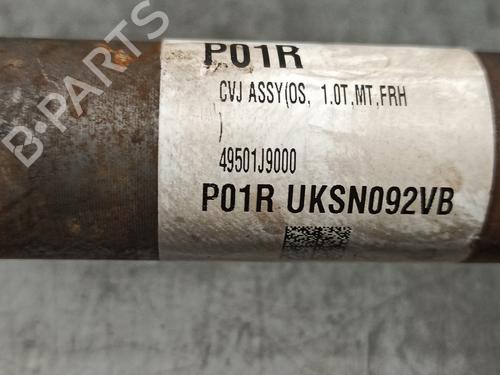 P01R
CVJ ASSY(OS, 1.0T,MT,FRH
)
49501J9000
P01R UKSN092VB
B-PARTS